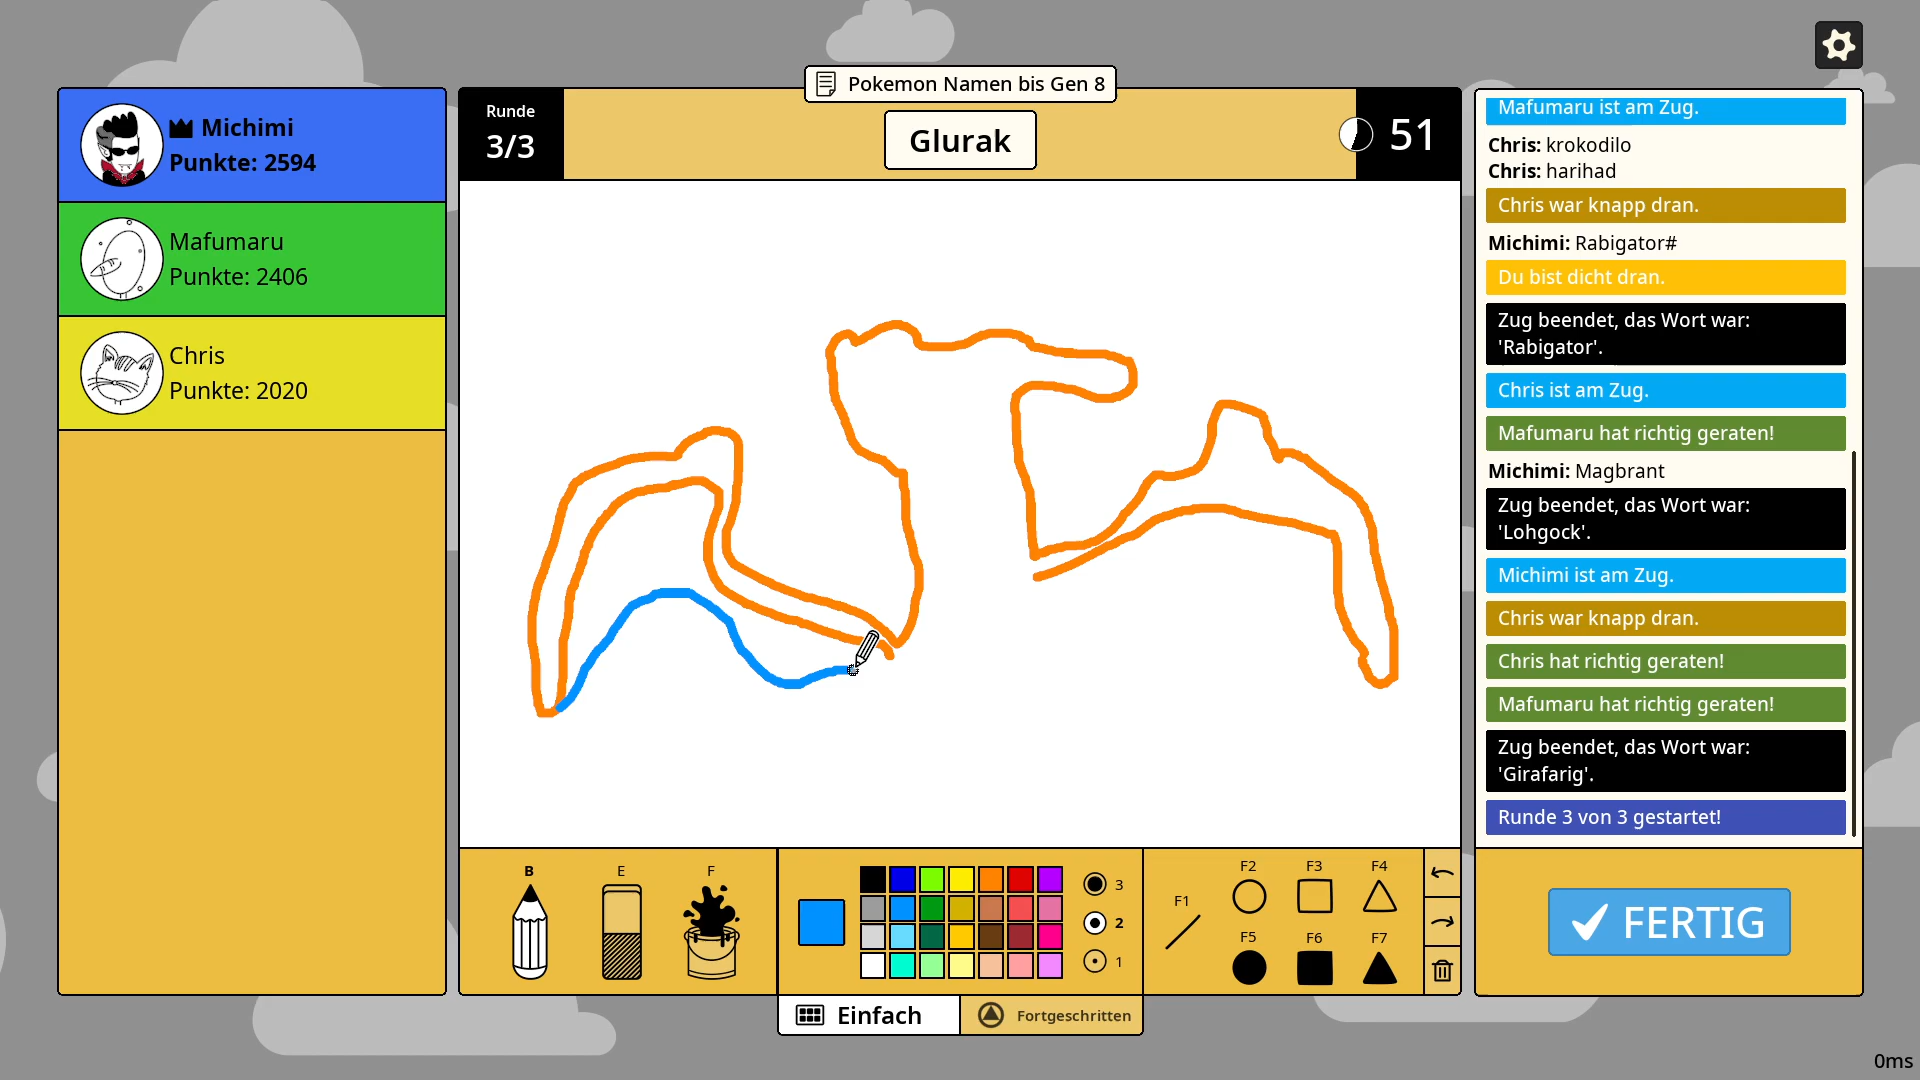 Pokemon Namen bis Gen 8
Runde
3/3
Glurak
51
Michimi
Punkte: 2594
Mafumaru
Punkte: 2406
Chris
Punkte: 2020
Mafumaru ist am Zug.
Chris: krokodilo
Chris: harihad
Chris war knapp dran.
Michimi: Rabigator#
Du bist dicht dran.
Zug beendet, das Wort war:
'Rabigator'.
Chris ist am Zug.
Mafumaru hat richtig geraten!
Michimi: Magbrant
Zug beendet, das Wort war:
'Lohgock'.
Michimi ist am Zug.
Chris war knapp dran.
Chris hat richtig geraten!
Mafumaru hat richtig geraten!
Zug beendet, das Wort war:
'Girafarig'.
Runde 3 von 3 gestartet!
B
E
F
3
2
1
F1
F2
F3
F4
F5
F6
F7
FERTIG
Einfach
Fortgeschritten
0ms